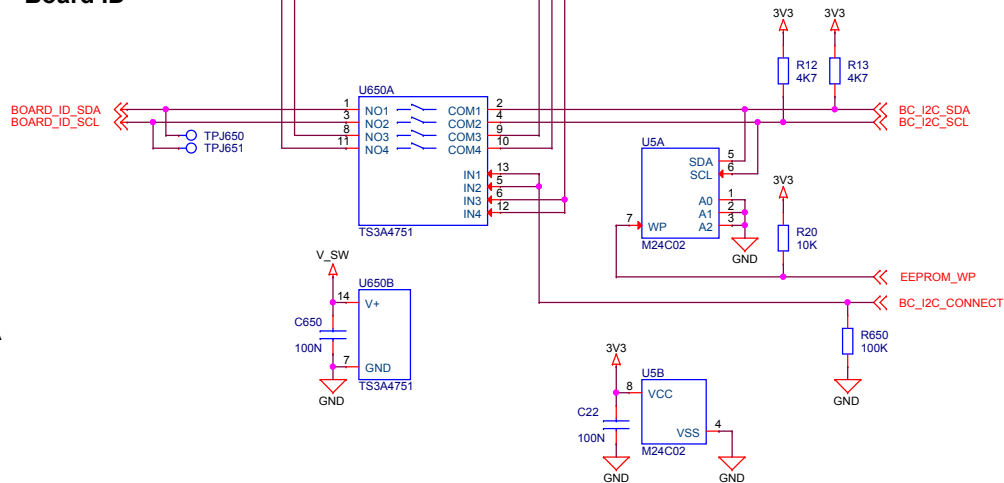 Board ID
3V3 3V3
R12 R13
4K7 4K7
U650A
BOARD_ID_SDA 1 NO1 COM1 2 BC_I2C_SDA
BOARD_ID_SCL 3 NO2 COM2 4 BC_I2C_SCL
TPJ650 8 NO3 COM3 9
TPJ651 11 NO4 COM4 10
U5A
IN1 13
IN2 5
IN3 6
IN4 12
TS3A4751
SDA 5
SCL 6
A0 1
A1 2
A2 3
7 WP
M24C02
GND
3V3
R20
10K
EEPROM_WP
BC_I2C_CONNECT
V_SW
U650B
14 V+
C650
100N
7 GND
TS3A4751
GND
R650
100K
GND
3V3
U5B
8 VCC
C22
100N
VSS 4
M24C02
GND GND